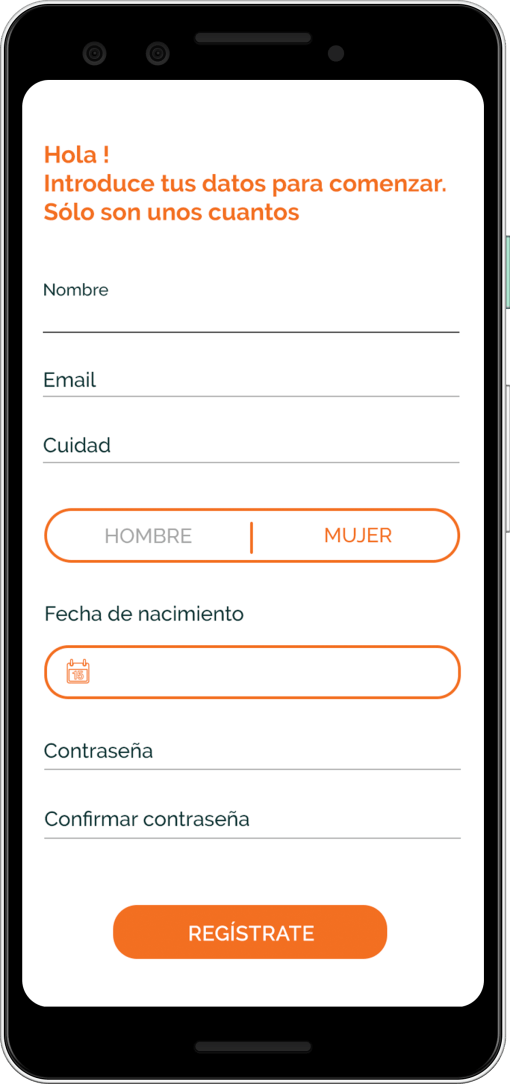 Hola !
Introduce tus datos para comenzar.
Sólo son unos cuantos
Nombre
Email
Cuidad
HOMBRE | MUJER
Fecha de nacimiento
15
Contraseña
Confirmar contraseña
REGÍSTRATE